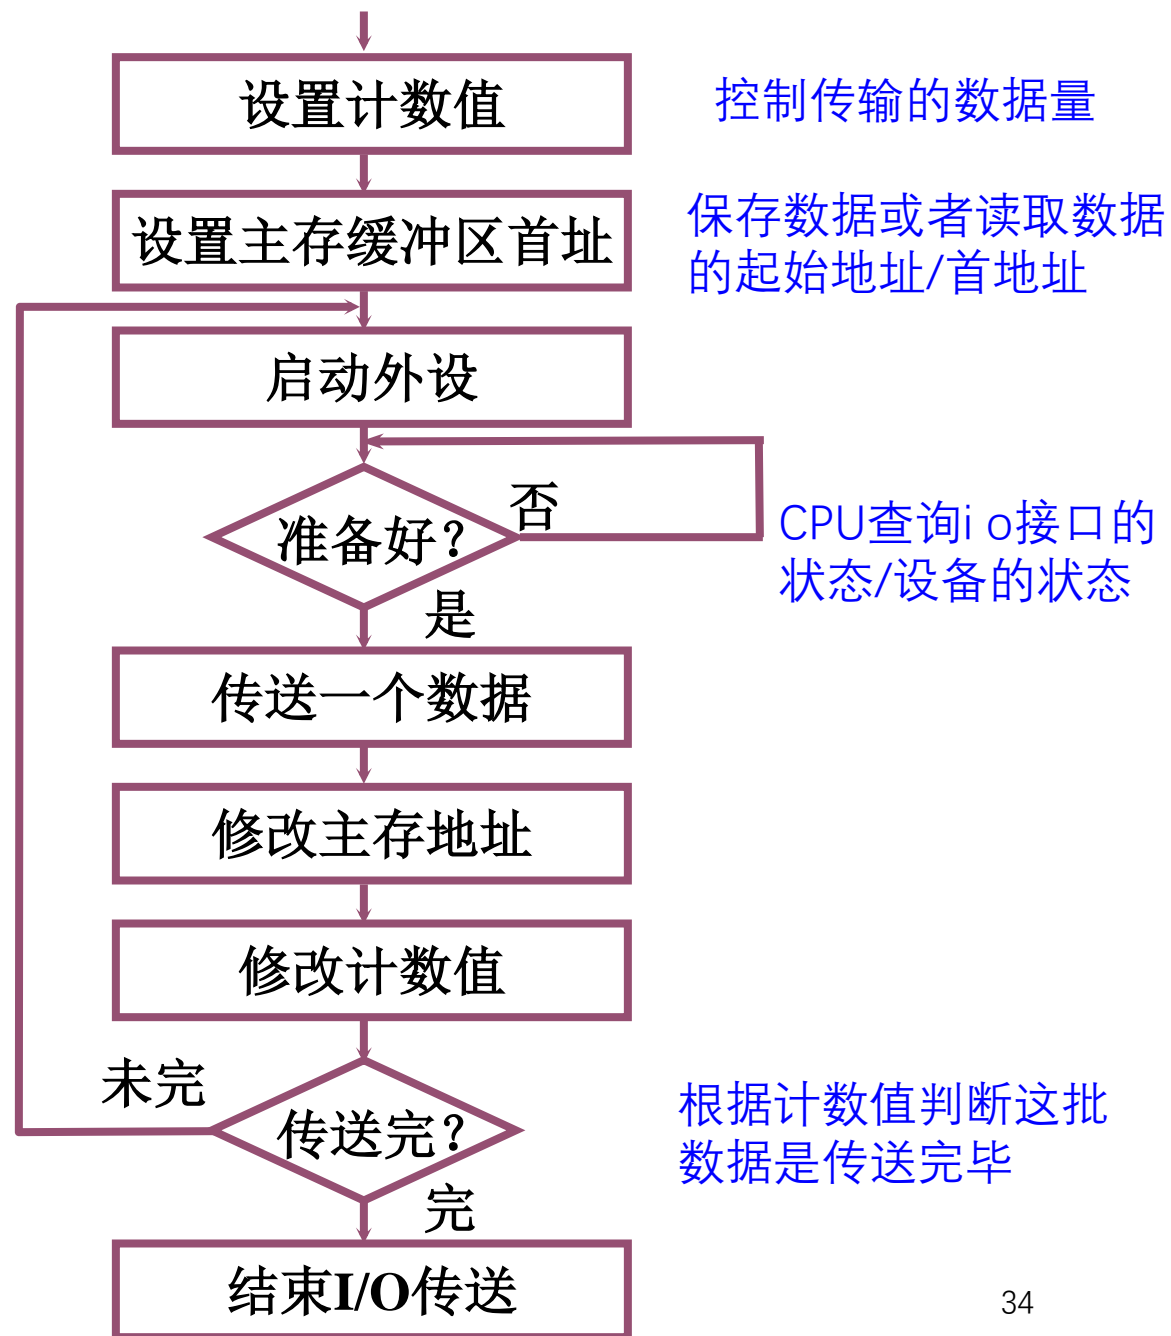 设置计数值
控制传输的数据量
设置主存缓冲区首址
保存数据或者读取数据
的起始地址/首地址
启动外设
准备好？
否
CPU查询i o接口的
状态/设备的状态
是
传送一个数据
修改主存地址
修改计数值
未完
传送完？
根据计数值判断这批
数据是传送完毕
完
结束I/O传送
34